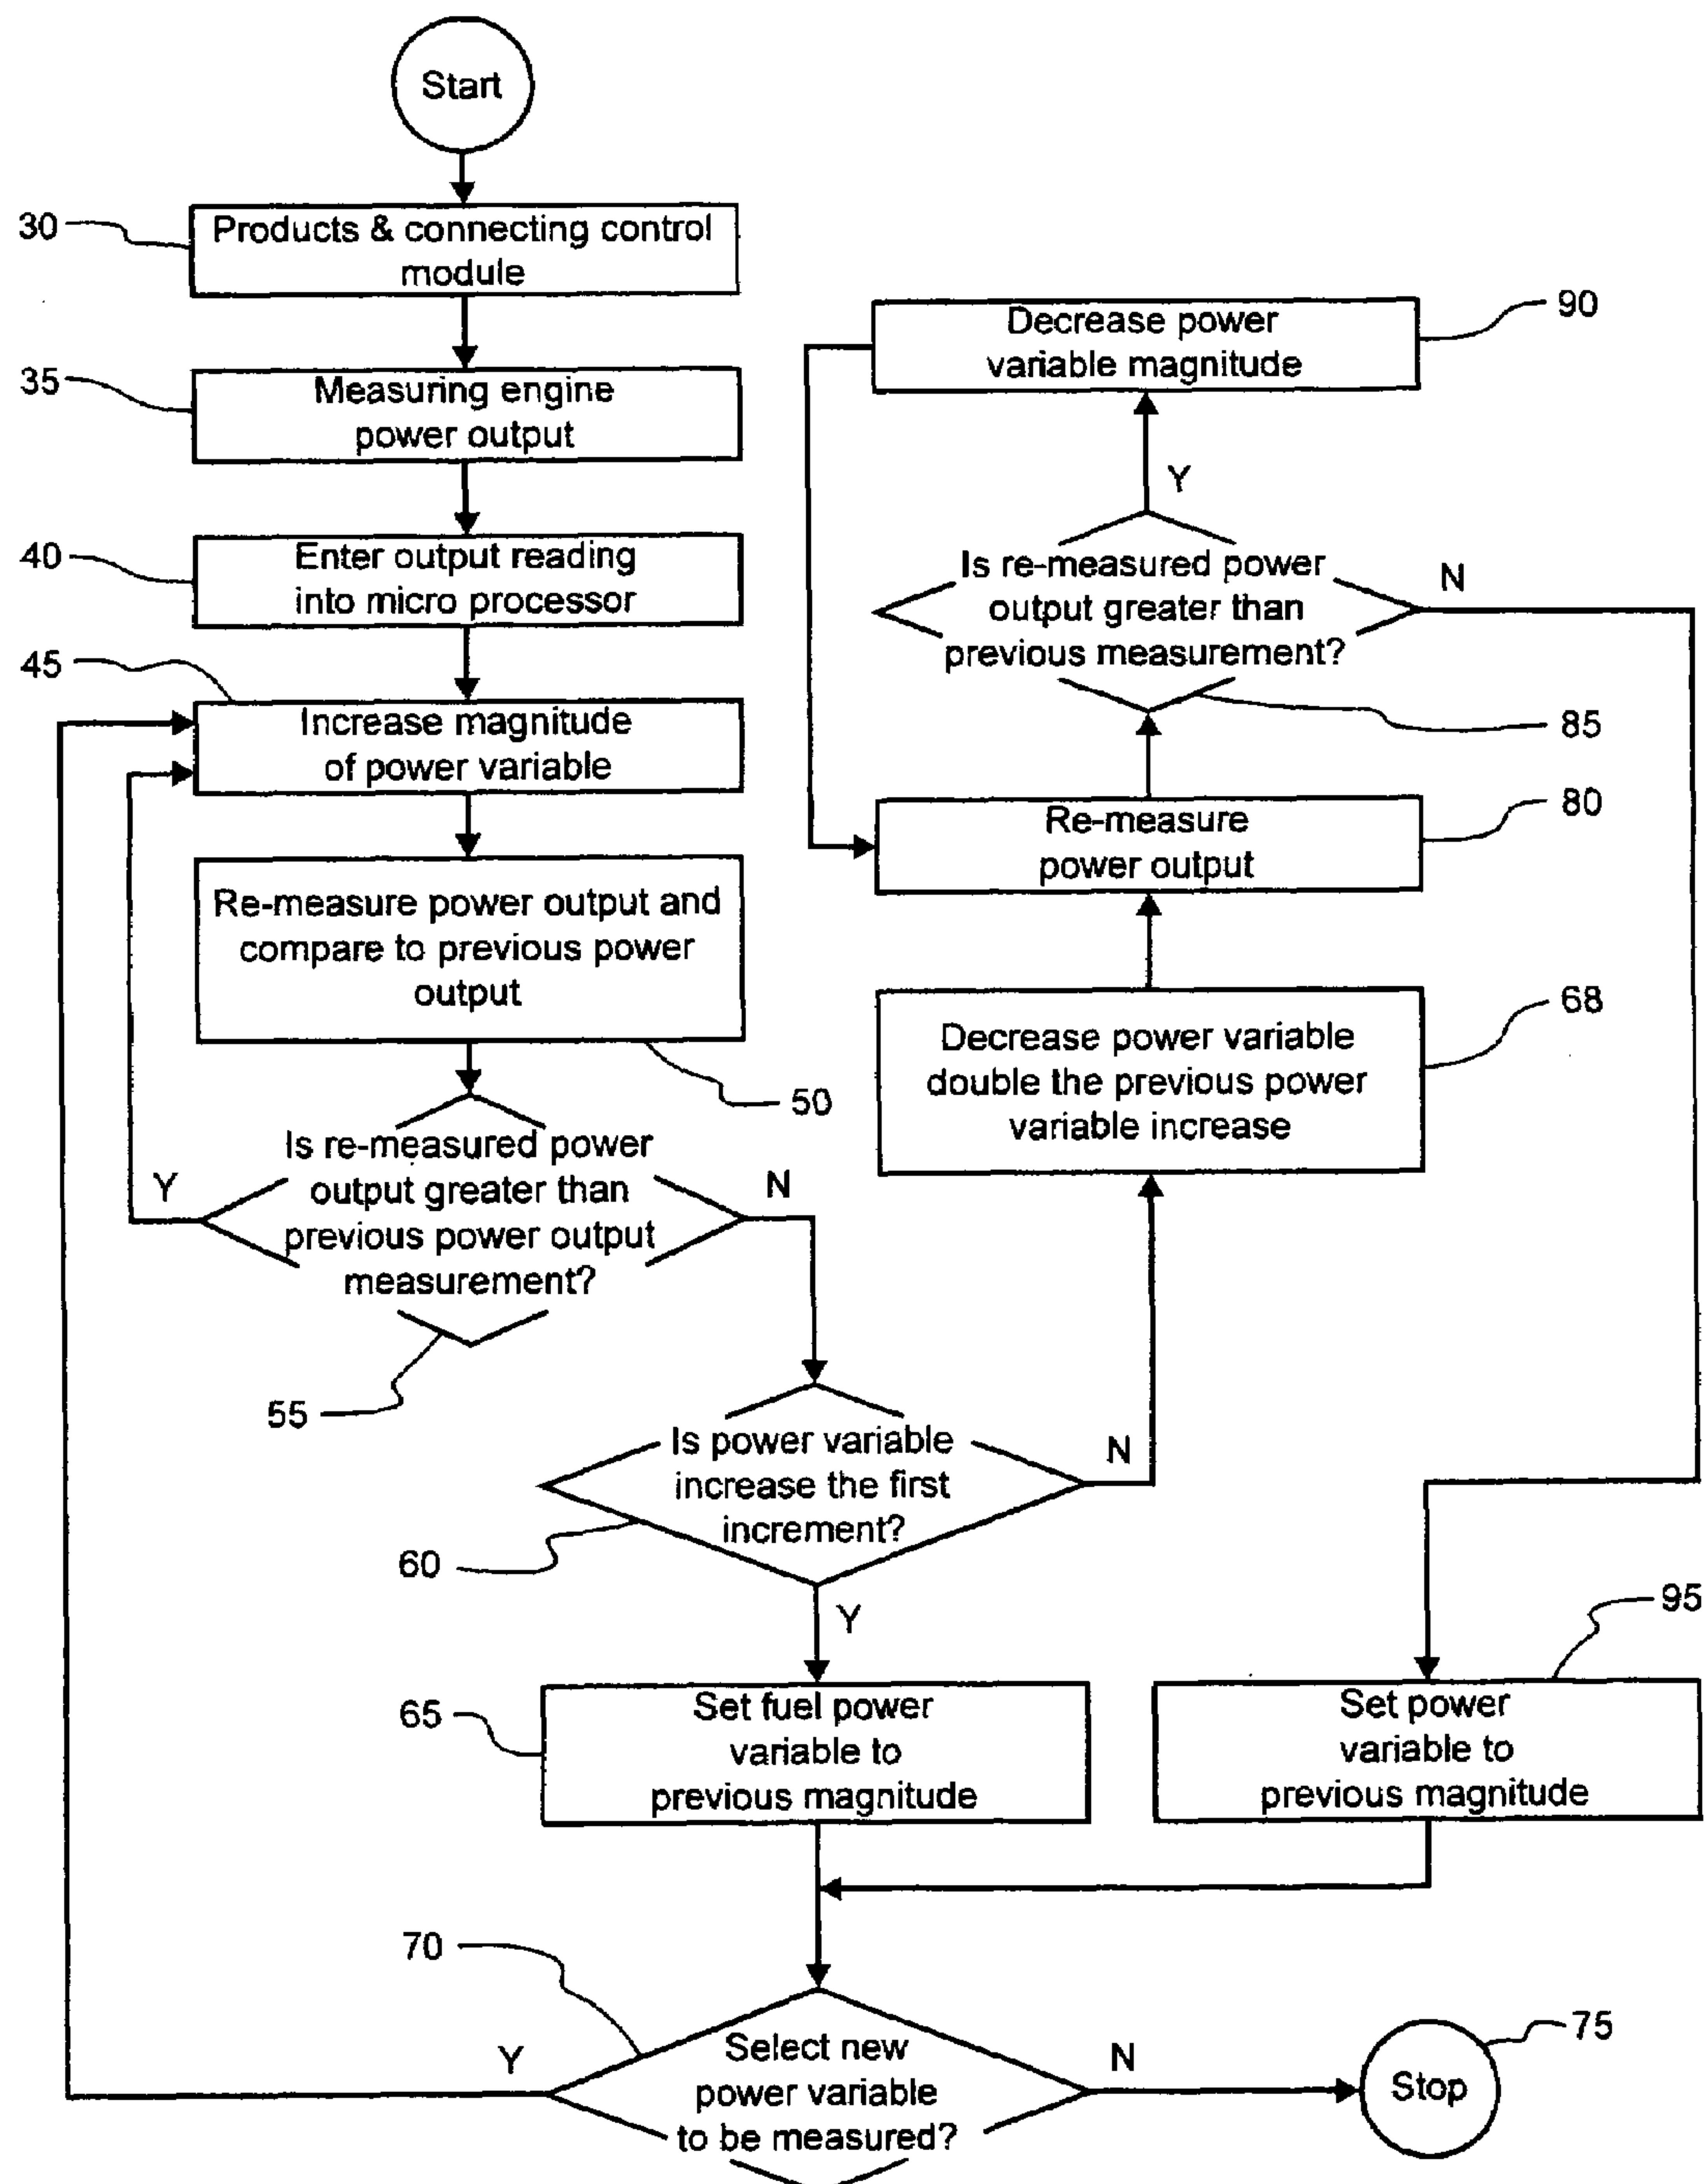 Start
30
Products & connecting control
module
35
Measuring engine
power output
40
Enter output reading
into micro processor
45
Increase magnitude
of power variable
Re-measure power output and
compare to previous power
output
50
Is re-measured power
output greater than
previous power output
measurement?
Y
N
55
Is power variable
increase the first
increment?
N
60
Y
65
Set fuel power
variable to
previous magnitude
70
Select new
power variable
to be measured?
Y
N
Stop
75
Decrease power
variable magnitude
90
Y
Is re-measured power
output greater than
previous measurement?
N
85
Re-measure
power output
80
Decrease power variable
double the previous power
variable increase
68
95
Set power
variable to
previous magnitude